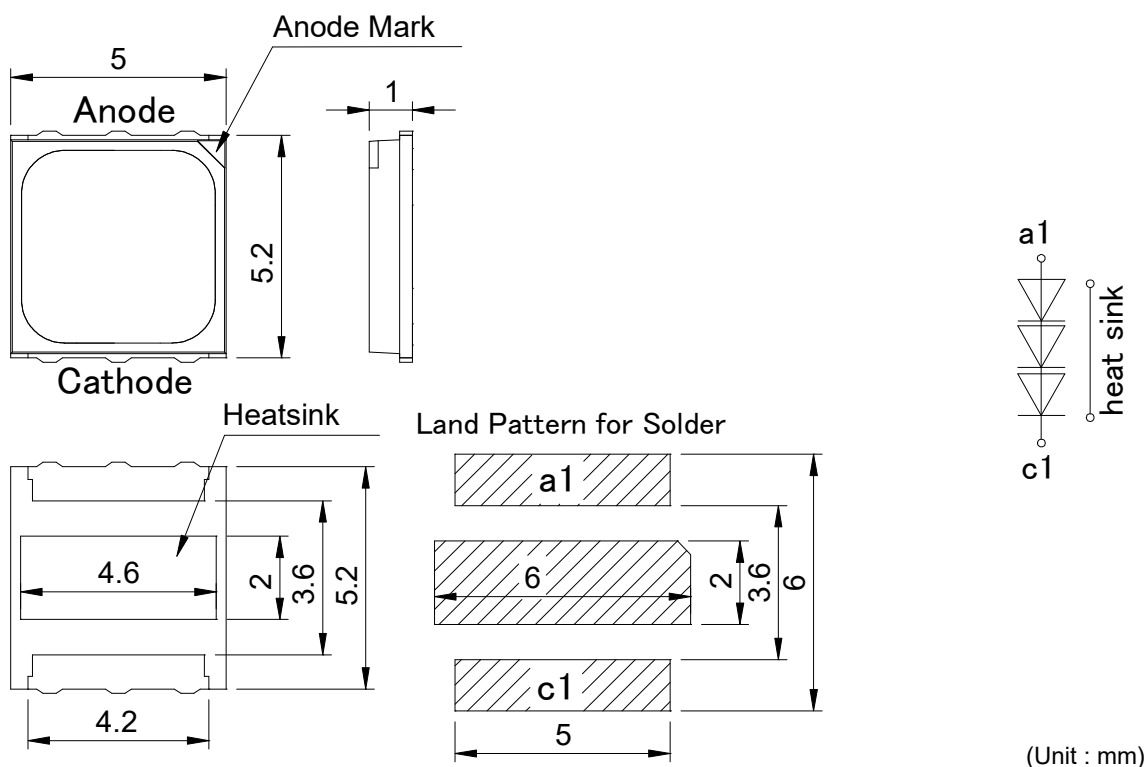 Anode Mark
5
1
Anode
5.2
Cathode
a1
heat sink
c1
Heatsink
Land Pattern for Solder
4.6
2
3.6
5.2
4.2
a1
6
2
3.6
6
c1
5
(Unit : mm)